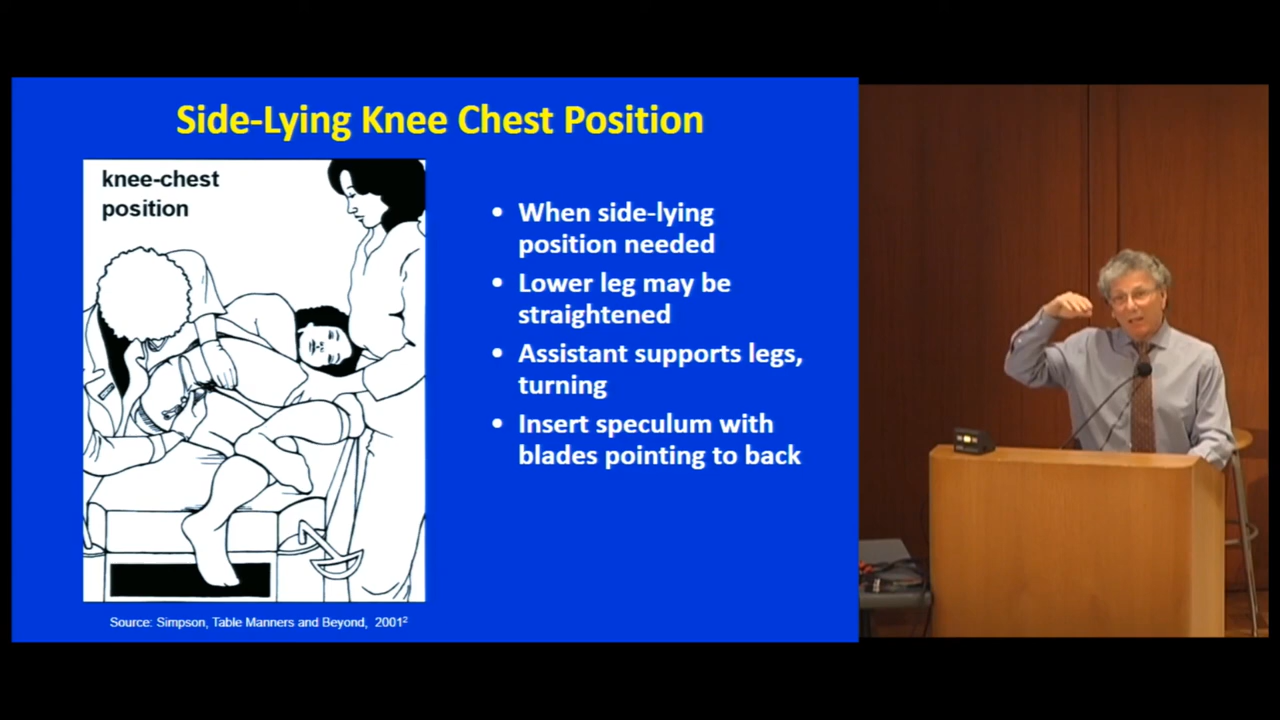 Side-Lying Knee Chest Position
knee-chest
position
• When side-lying
position needed
• Lower leg may be
straightened
• Assistant supports legs,
turning
• Insert speculum with
blades pointing to back
Source: Simpson, Table Manners and Beyond, 2001²